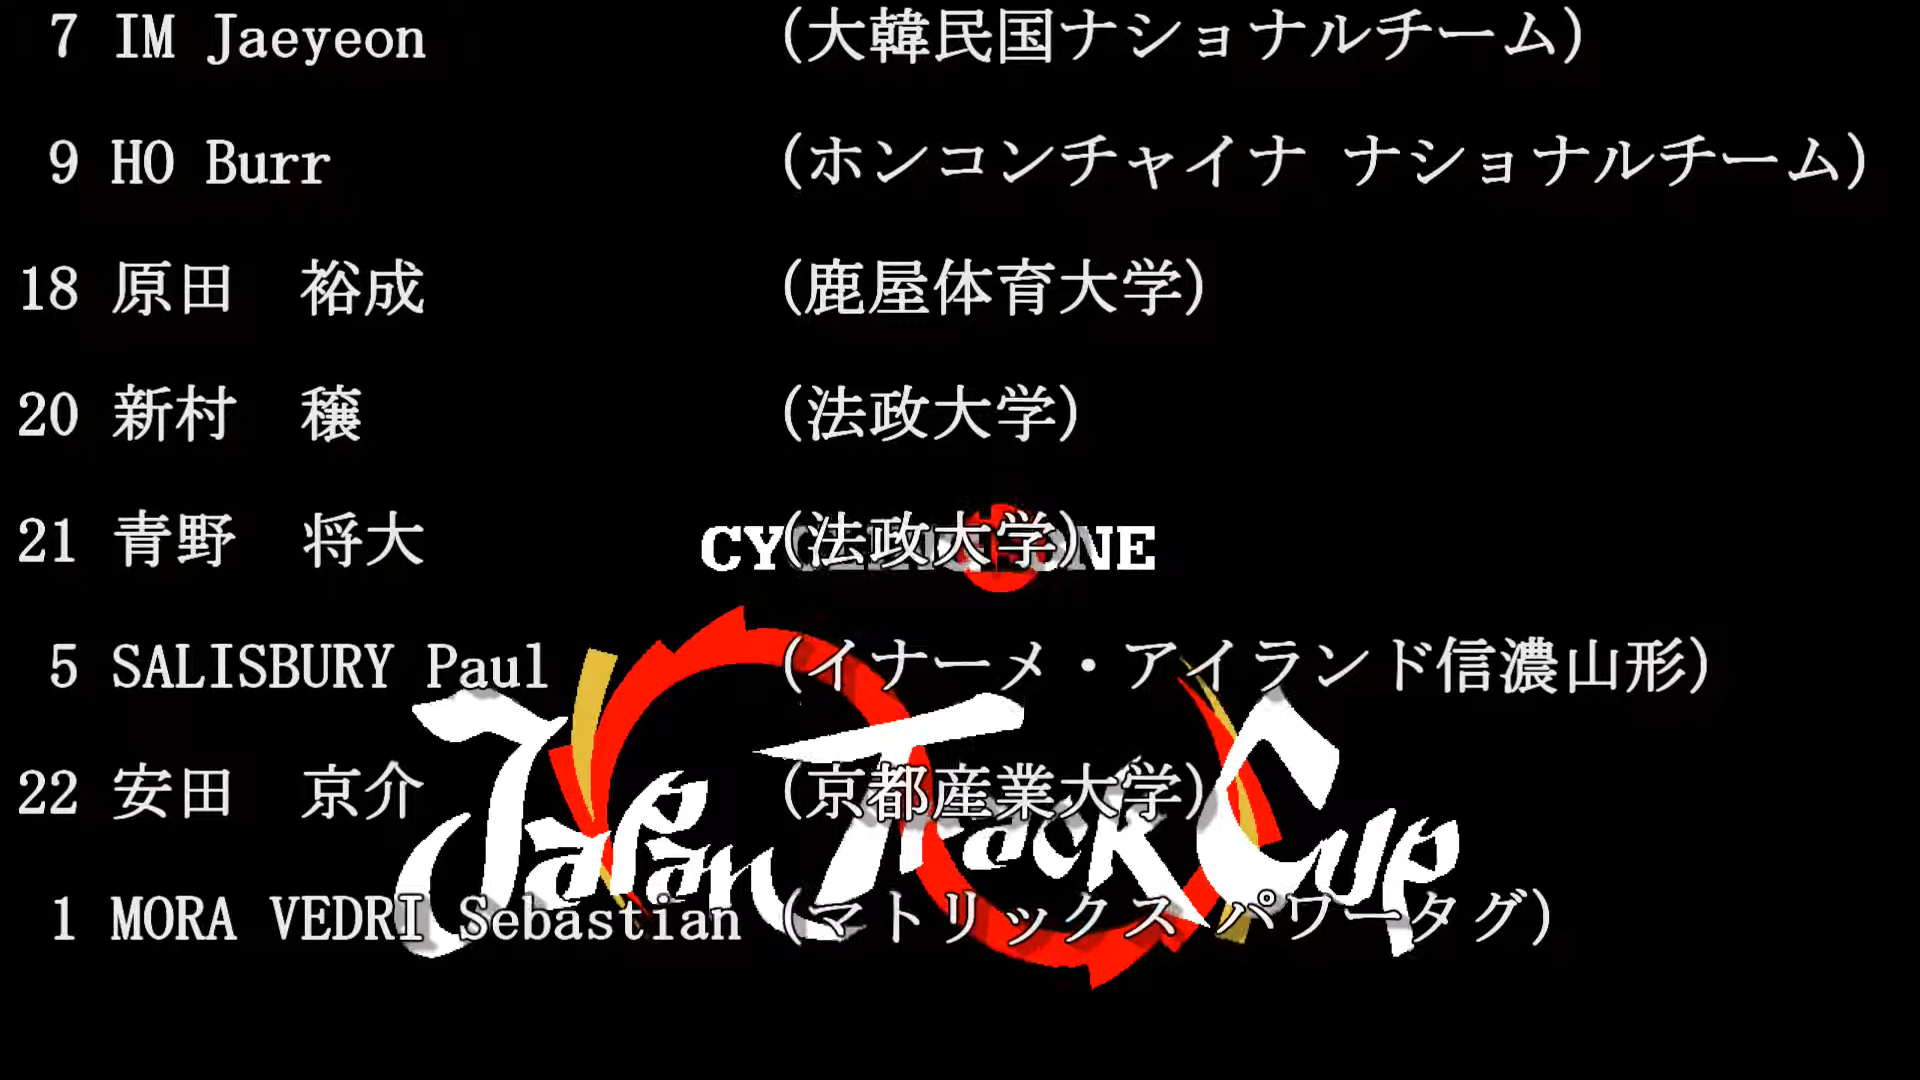 7 IM Jaeyeon (大韓民国ナショナルチーム)
9 HO Burr (ホンコンチャイナ ナショナルチーム)
18 原田　裕成 (鹿屋体育大学)
20 新村　穣 (法政大学)
21 青野　将大 (法政大学)
5 SALISBURY Paul (イナーメ・アイランド信濃山形)
22 安田　京介 (京都産業大学)
1 MORA VEDRI Sebastian (マトリックス パワータグ)
Japan Track Cup